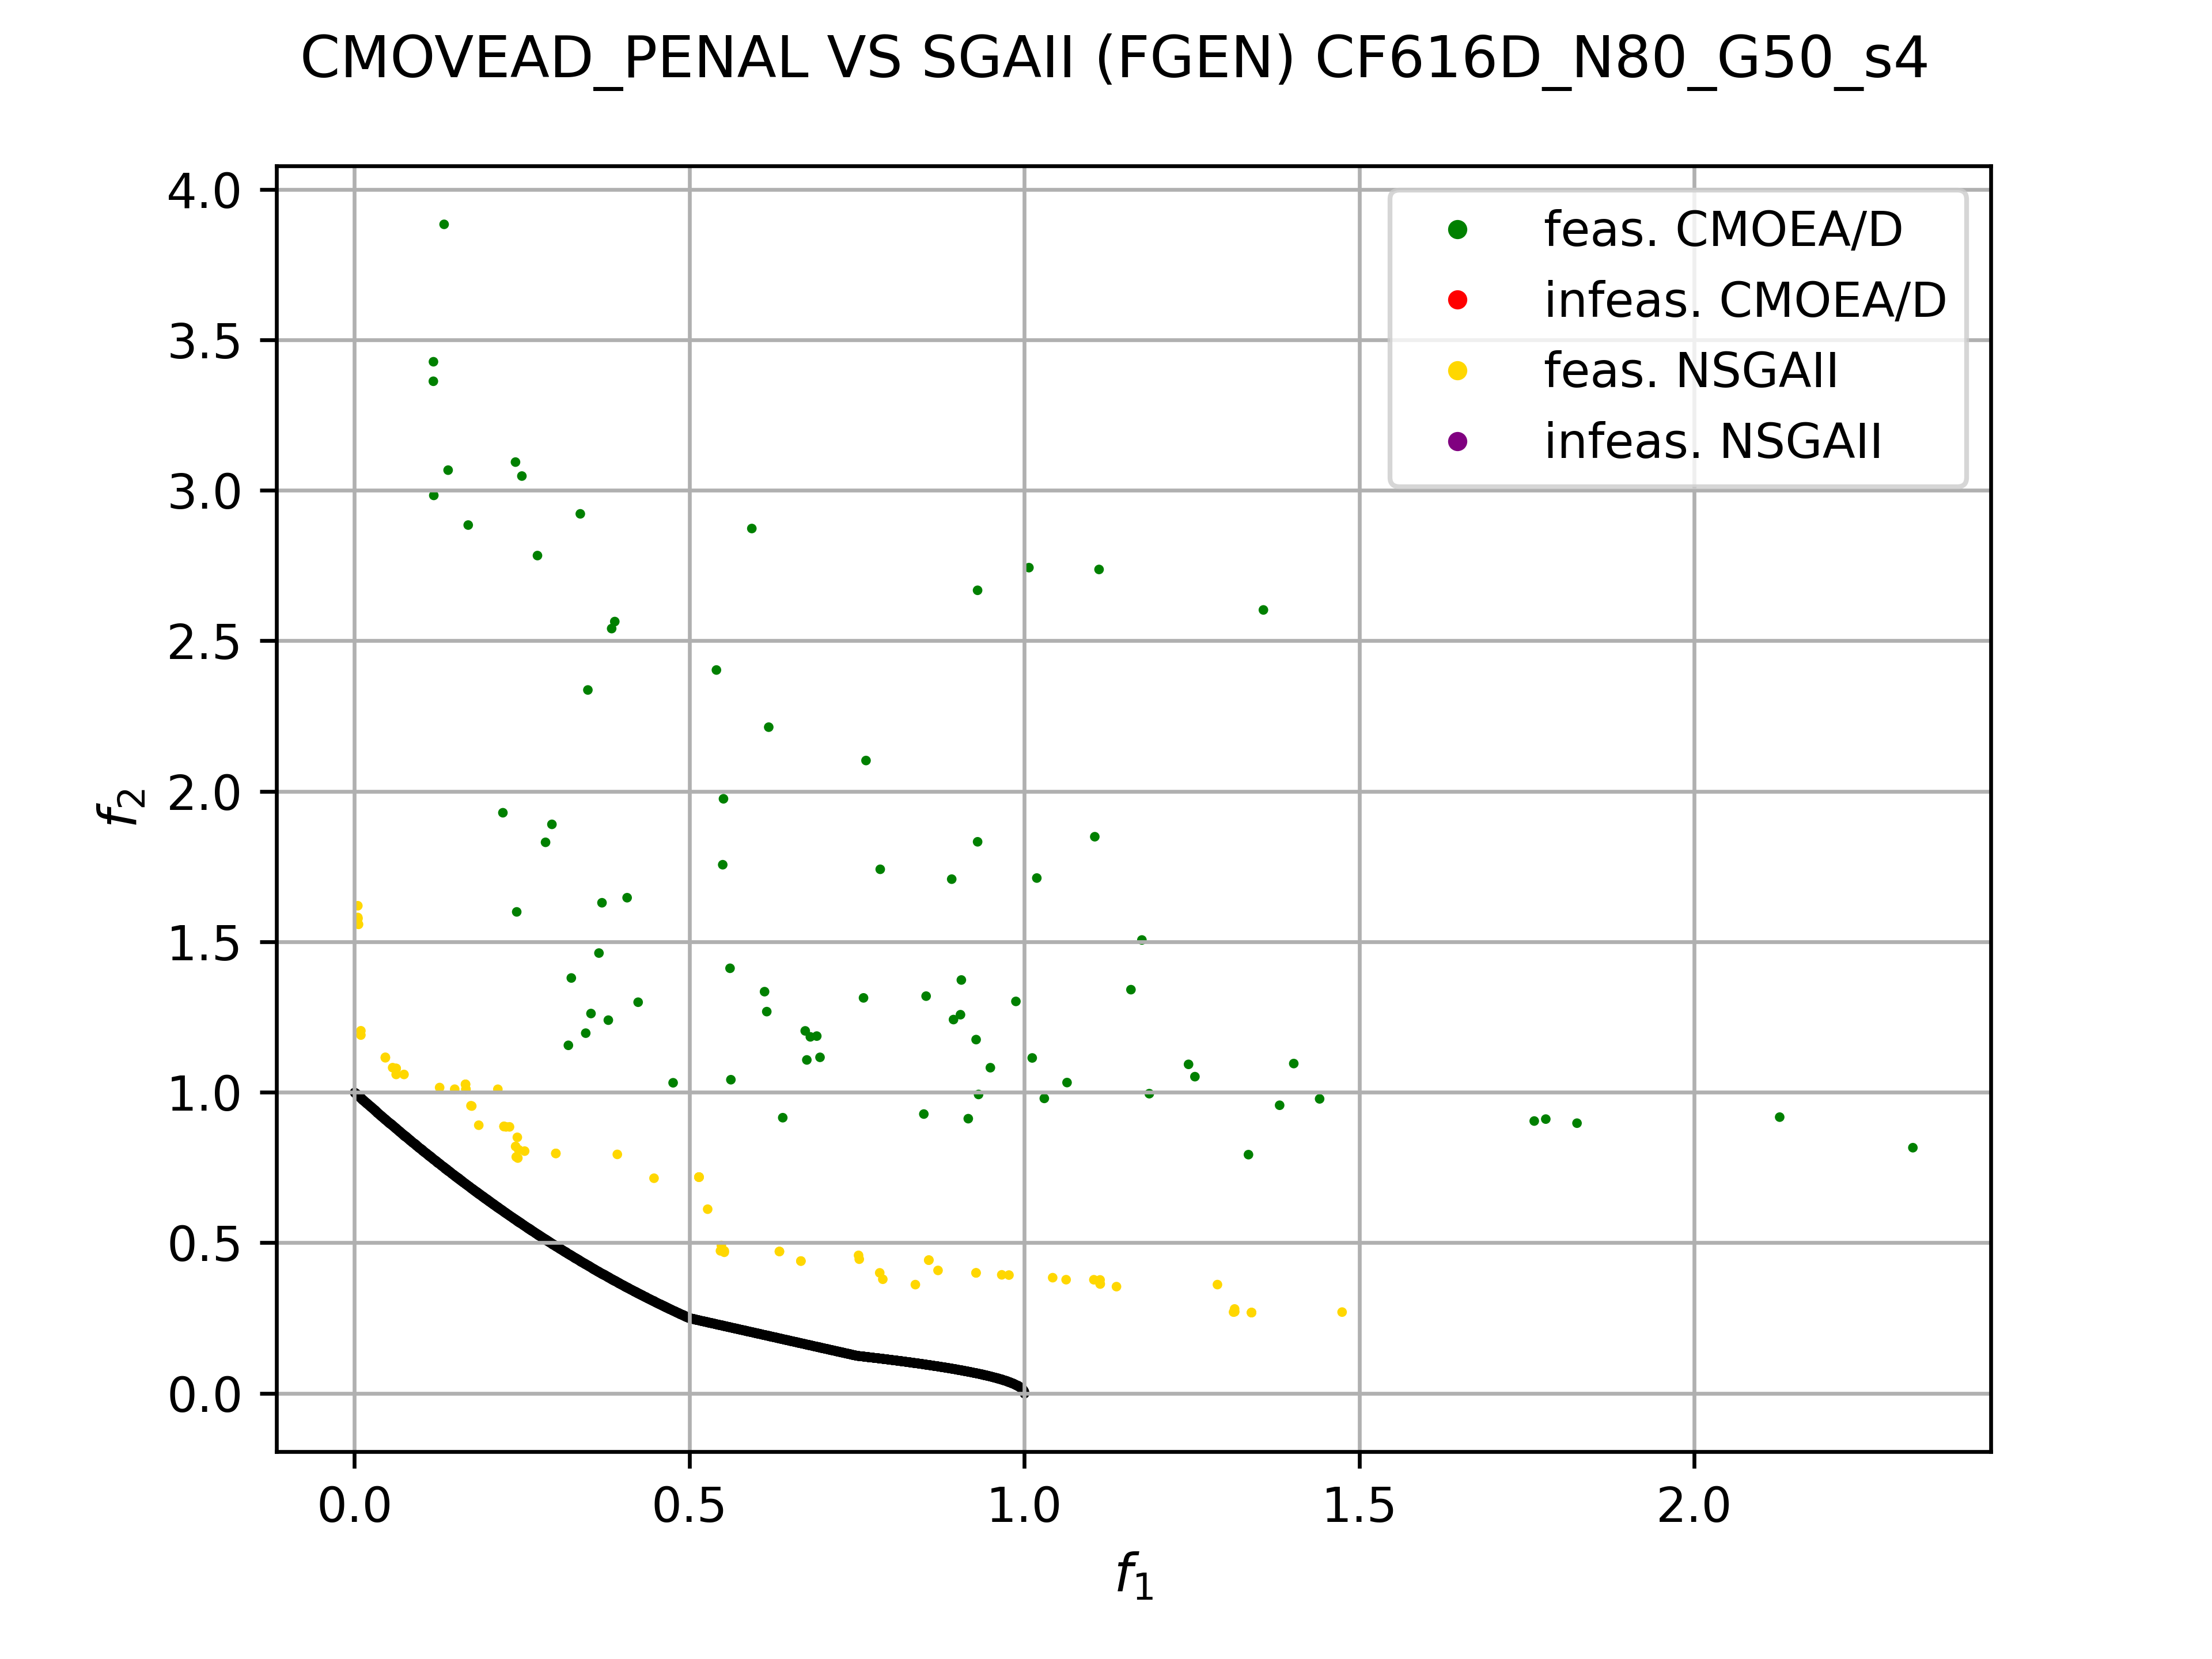 CMOVEAD_PENAL VS SGAII (FGEN) CF616D_N80_G50_s4
4.0
3.5
3.0
2.5
2.0
1.5
1.0
0.5
0.0
f2
feas. CMOEA/D
infeas. CMOEA/D
feas. NSGAII
infeas. NSGAII
0.0 0.5 1.0 1.5 2.0
f1